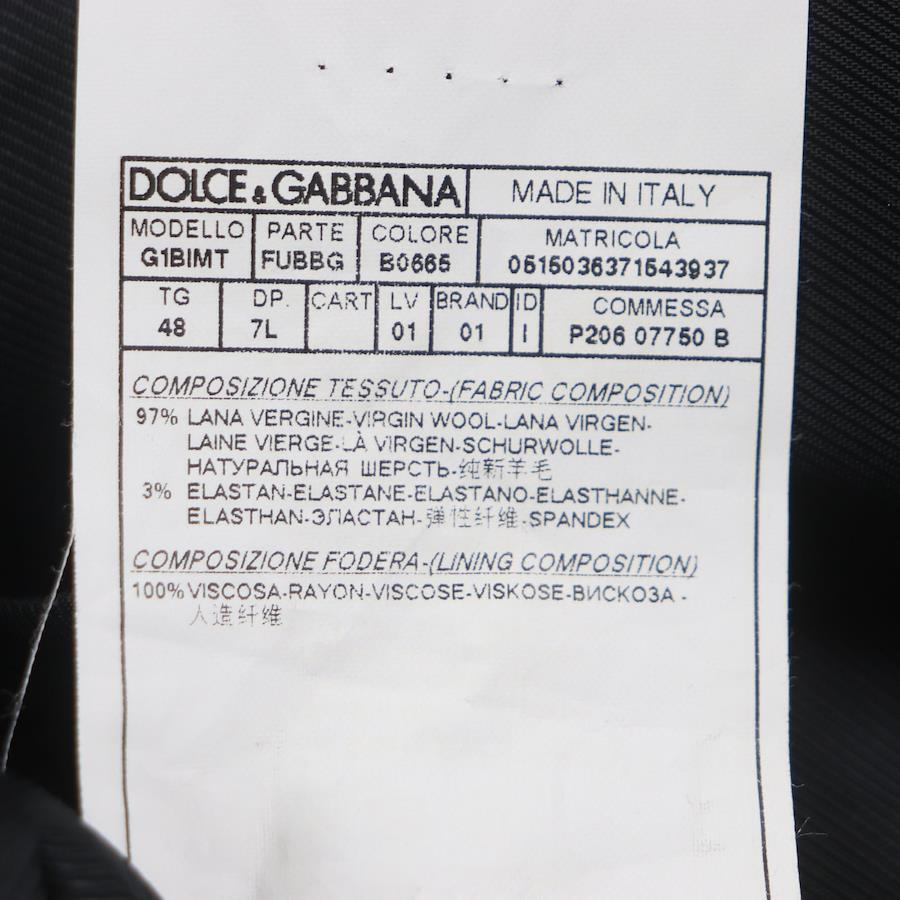 DOLCE & GABBANA MADE IN ITALY
MODELLO PARTE COLORE MATRICOLA
G1BIMT FUBBG B0665 0515036371543937
TG DP. CART LV BRAND ID COMMESSA
48 7L 01 01 I P206 07750 B
COMPOSIZIONE TESSUTO-(FABRIC COMPOSITION)
97% LANA VERGINE-VIRGIN WOOL-LANA VIRGEN-
LAINE VIERGE-LÀ VIRGEN-SCHURWOLLE-
НАТУРАЛЬНАЯ ШЕРСТЬ-纯新羊毛
3% ELASTAN-ELASTANE-ELASTANO-ELASTHANNE-
ELASTHAN-ЭЛАСТАН-弹性纤维-SPANDEX
COMPOSIZIONE FODERA-(LINING COMPOSITION)
100% VISCOSA-RAYON-VISCOSE-VISKOSE-ВИСКОЗА -
人造纤维